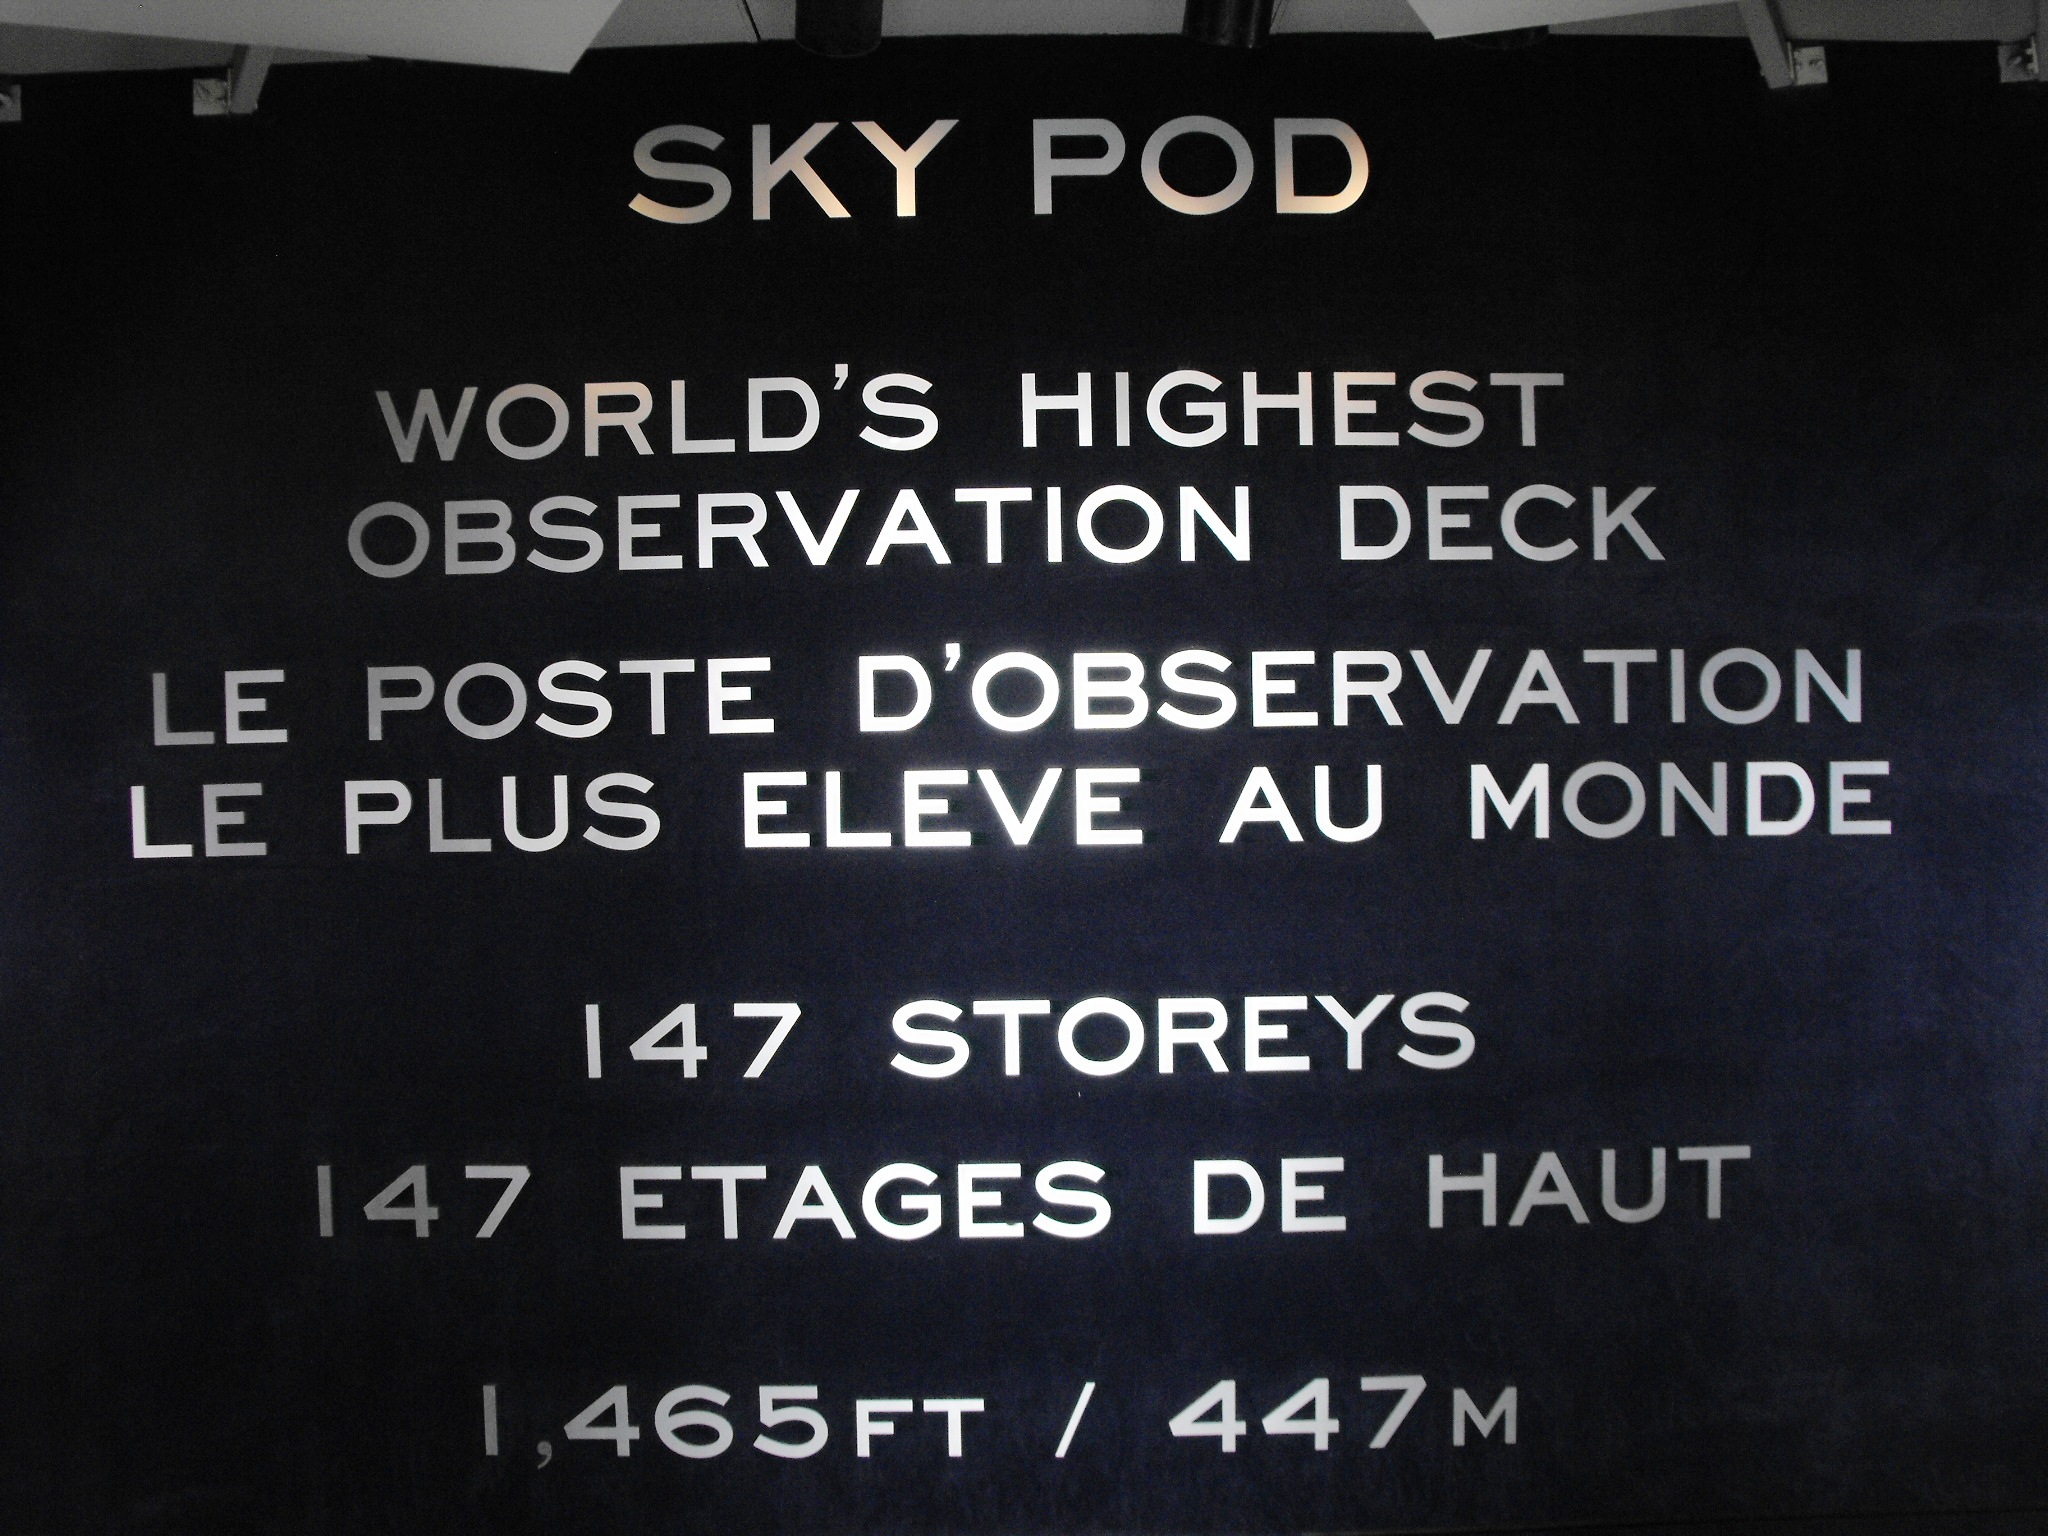 SKY POD
WORLD'S HIGHEST
OBSERVATION DECK
LE POSTE D'OBSERVATION
LE PLUS ELEVE AU MONDE
147 STOREYS
147 ETAGES DE HAUT
1,465FT / 447M